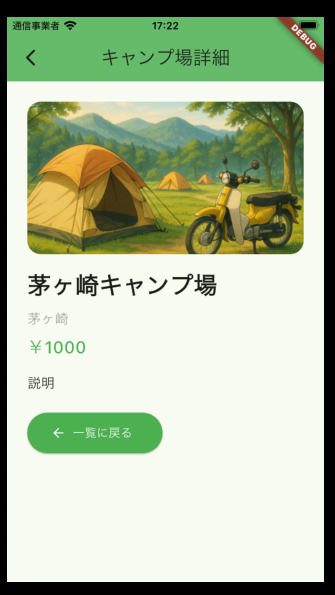 通信事業者 17:22
DEBUG
キャンプ場詳細
茅ヶ崎キャンプ場
茅ヶ崎
￥1000
説明
一覧に戻る